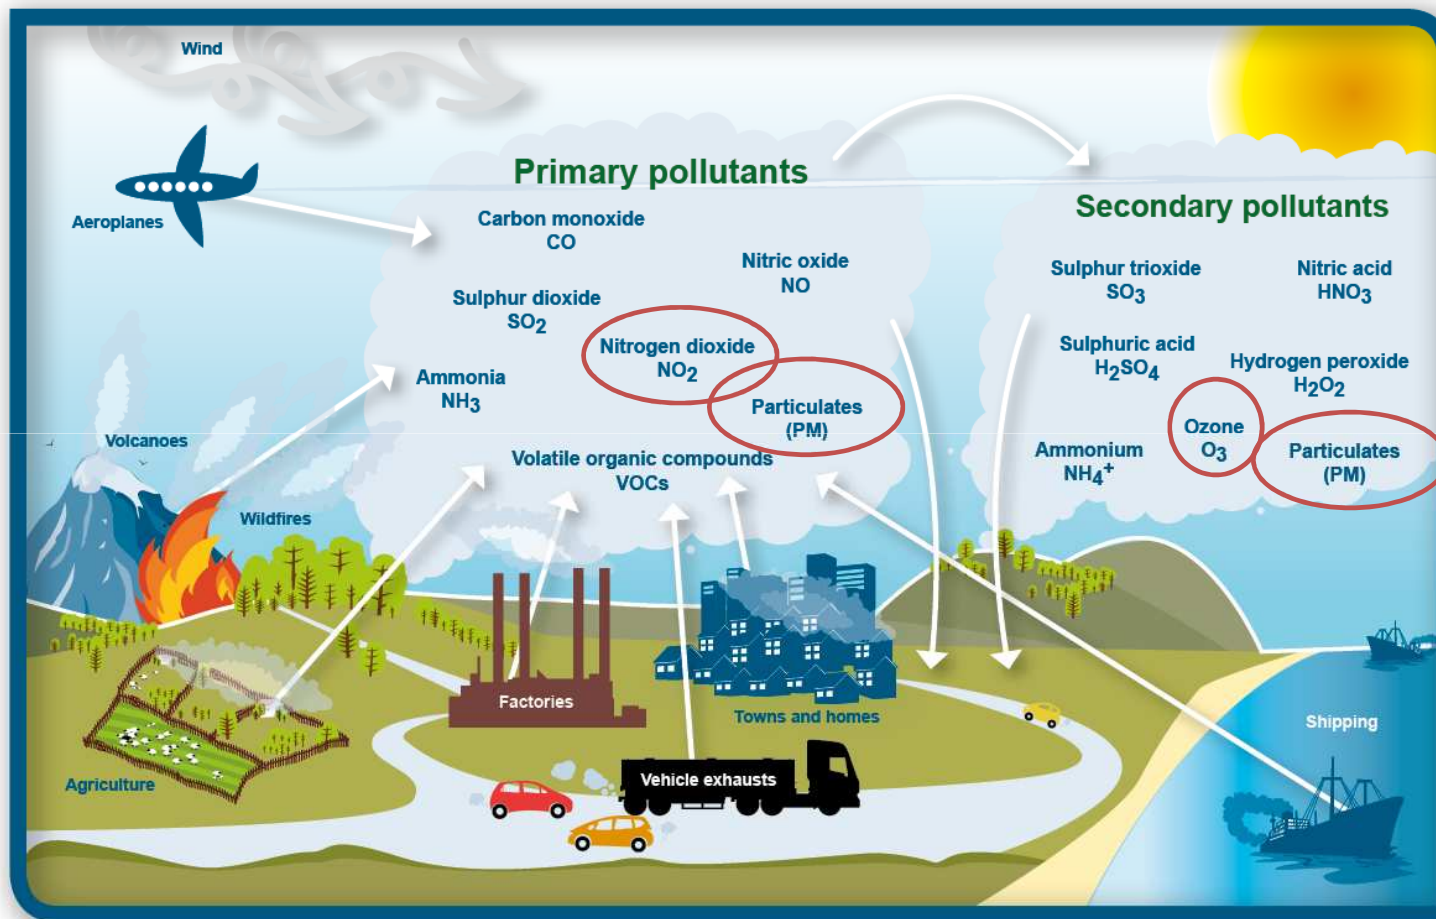 Wind
Primary pollutants
Secondary pollutants
Aeroplanes
Carbon monoxide
CO
Nitric oxide
NO
Sulphur dioxide
SO2
Nitrogen dioxide
NO2
Ammonia
NH3
Particulates
(PM)
Volatile organic compounds
VOCs
Sulphur trioxide
SO3
Nitric acid
HNO3
Sulphuric acid
H2SO4
Hydrogen peroxide
H2O2
Ozone
O3
Ammonium
NH4+
Particulates
(PM)
Volcanoes
Wildfires
Agriculture
Factories
Towns and homes
Vehicle exhausts
Shipping